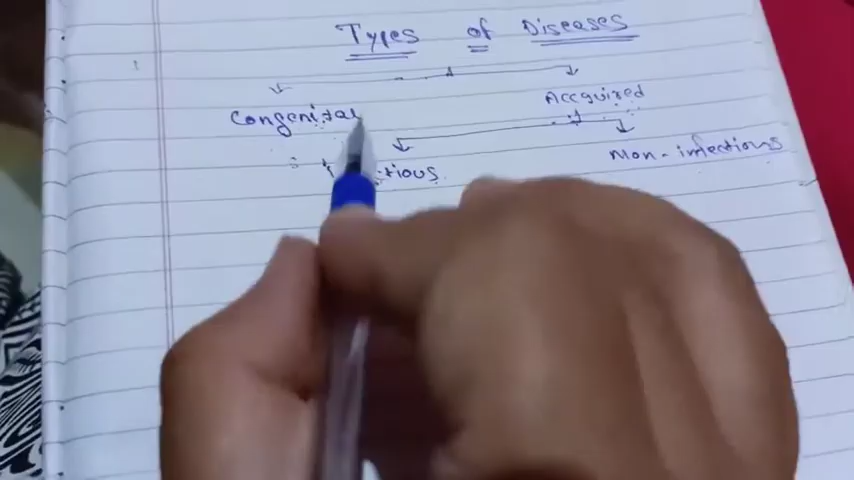 Types of Diseases
Congenital
Acquired
Non-infectious